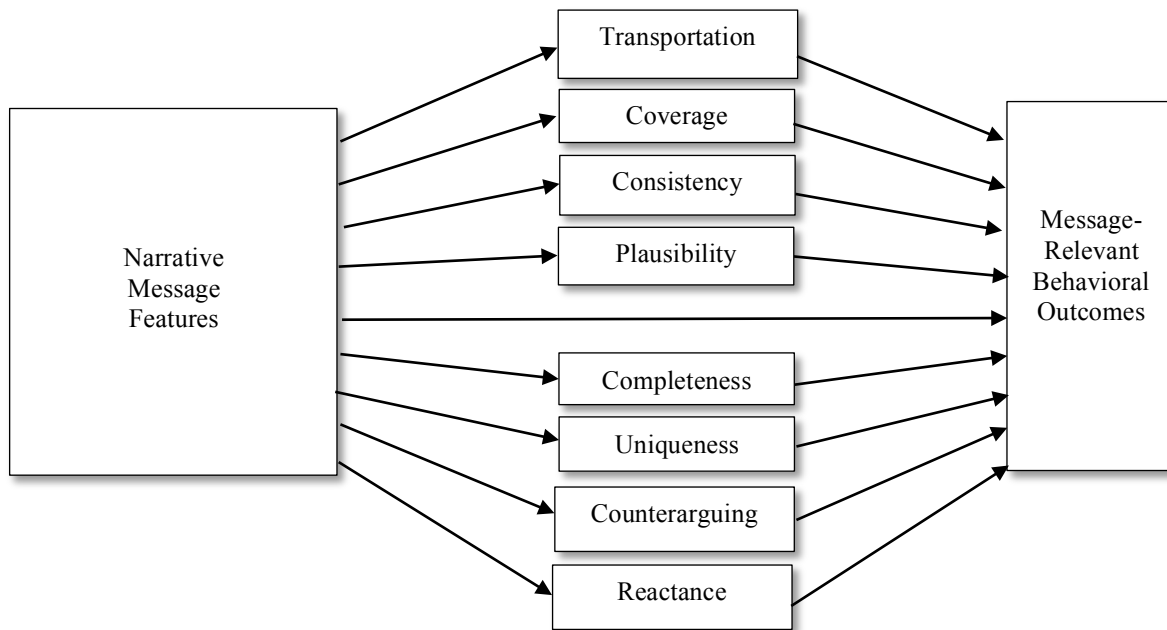 Narrative
Message
Features
Transportation
Coverage
Consistency
Plausibility
Completeness
Uniqueness
Counterarguing
Reactance
Message-
Relevant
Behavioral
Outcomes